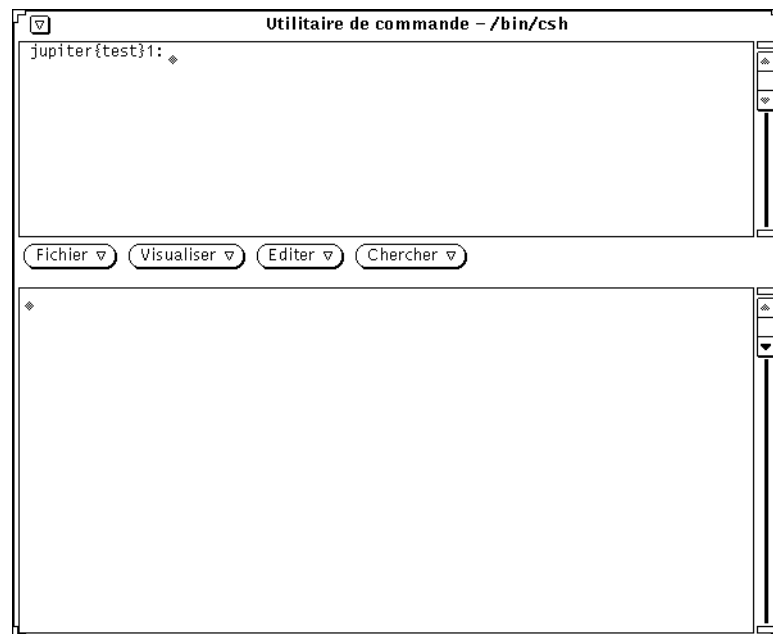 Utilitaire de commande – /bin/csh
jupiter{test}1:
Fichier Visualiser Editer Chercher